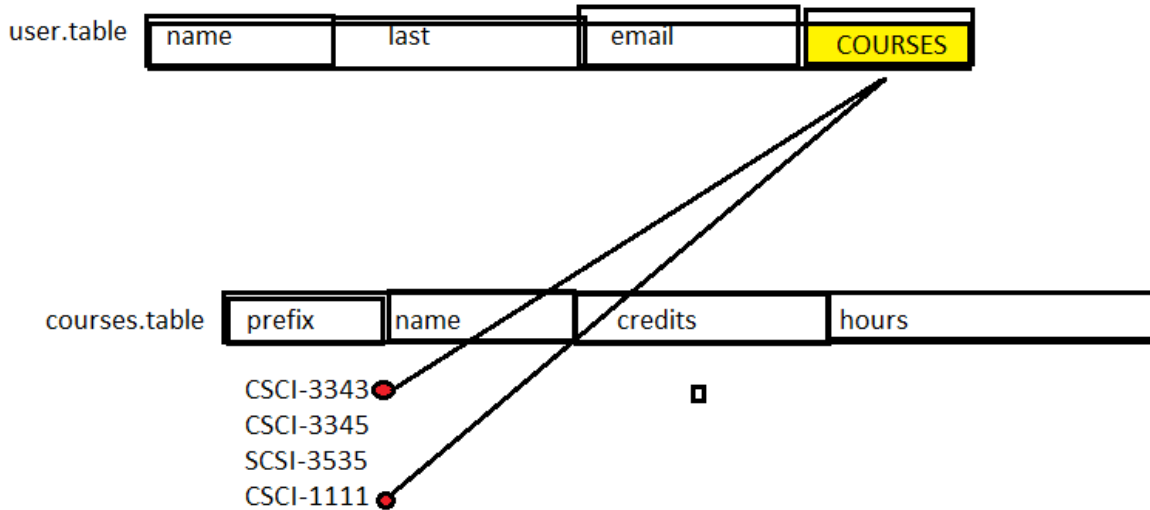 user.table name last email COURSES
courses.table prefix name credits hours
CSCI-3343
CSCI-3345
SCSI-3535
CSCI-1111